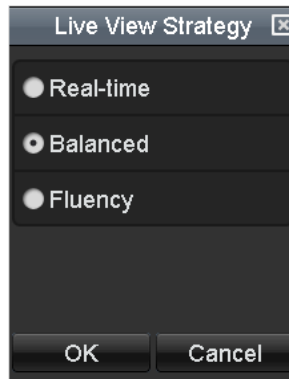 Live View Strategy
Real-time
Balanced
Fluency
OK
Cancel